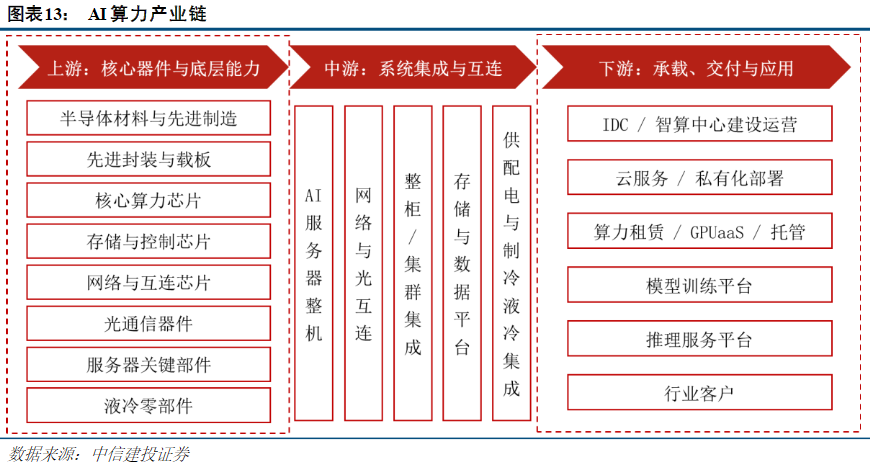 图表13： AI算力产业链
上游：核心器件与底层能力
半导体材料与先进制造
先进封装与载板
核心算力芯片
存储与控制芯片
网络与互连芯片
光通信器件
服务器关键部件
液冷零部件
中游：系统集成与互连
AI服务器整机
网络与光互连
整柜/集群集成
存储与数据平台
供配电与制冷液冷集成
下游：承载、交付与应用
IDC / 智算中心建设运营
云服务 / 私有化部署
算力租赁 / GPUaaS / 托管
模型训练平台
推理服务平台
行业客户
数据来源：中信建投证券